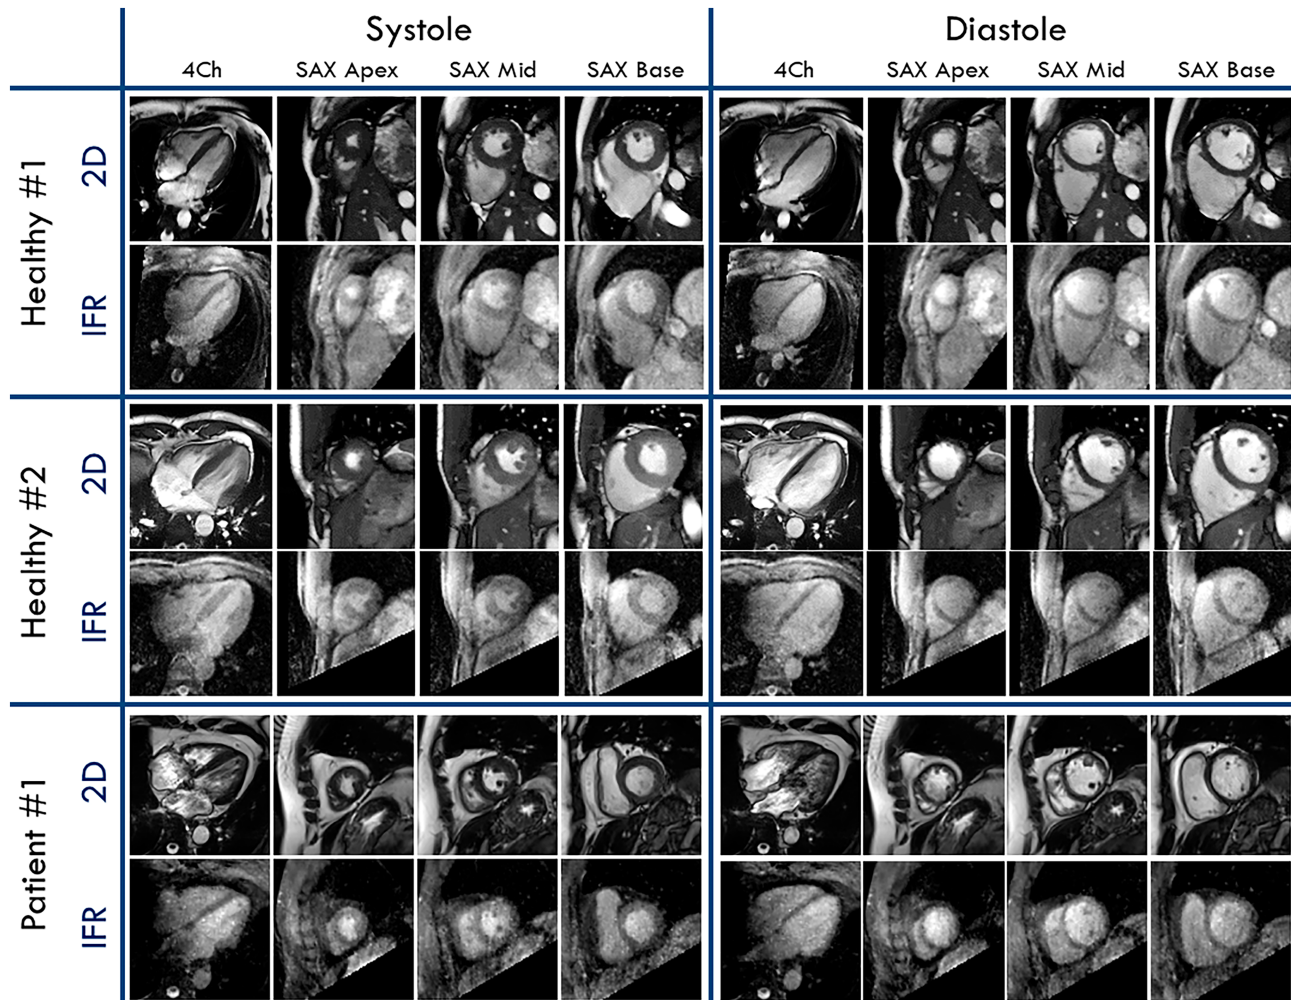 Systole Diastole
4Ch SAX Apex SAX Mid SAX Base 4Ch SAX Apex SAX Mid SAX Base
Healthy #1
2D
IFR
Healthy #2
2D
IFR
Patient #1
2D
IFR